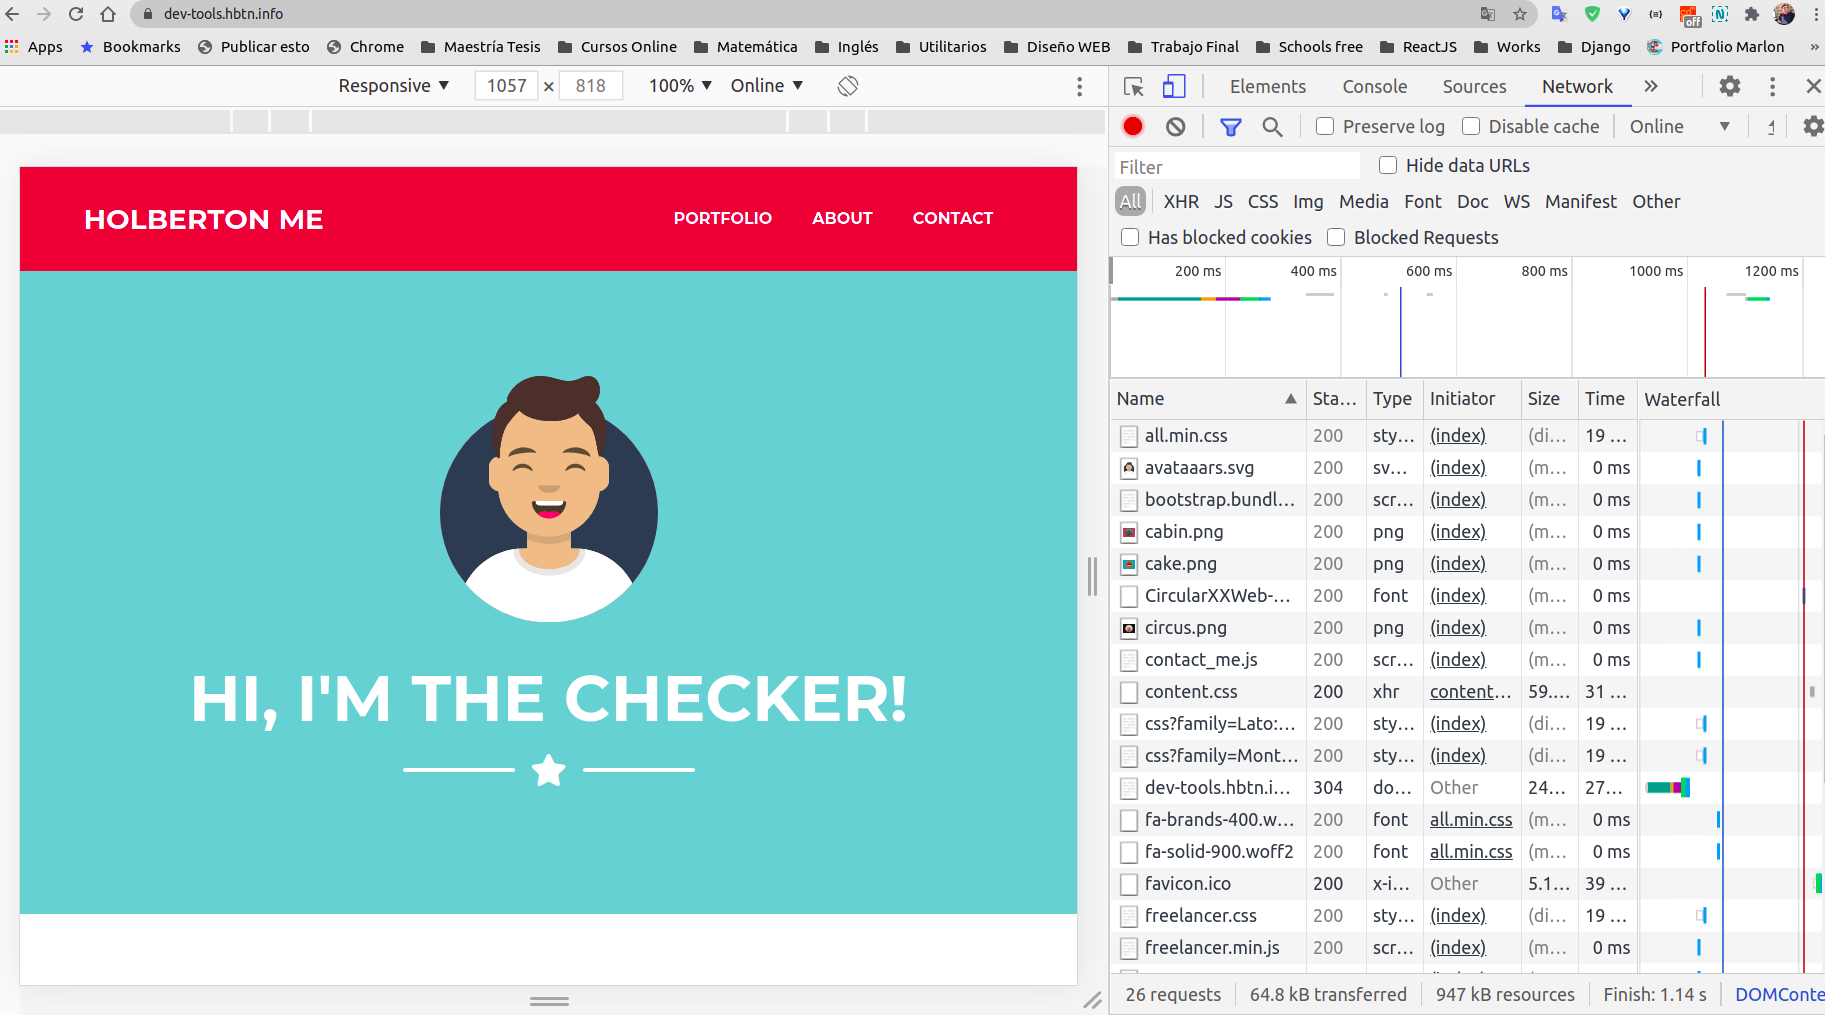 dev-tools.hbtn.info
Apps Bookmarks Publicar esto Chrome Maestría Tesis Cursos Online Matemática Inglés Utilitarios Diseño WEB Trabajo Final Schools free ReactJS Works Django Portfolio Marlon »
Responsive ▼ 1057 × 818 100% ▼ Online ▼
Elements Console Sources Network »
Preserve log Disable cache Online ▼
Filter Hide data URLs
All XHR JS CSS Img Media Font Doc WS Manifest Other
Has blocked cookies Blocked Requests
200 ms 400 ms 600 ms 800 ms 1000 ms 1200 ms
HOLBERTON ME PORTFOLIO ABOUT CONTACT
HI, I'M THE CHECKER!
Name ▲ Sta... Type Initiator Size Time Waterfall
all.min.css 200 sty... (index) (di... 19 ...
avataaars.svg 200 sv... (index) (m... 0 ms
bootstrap.bundl... 200 scr... (index) (m... 0 ms
cabin.png 200 png (index) (m... 0 ms
cake.png 200 png (index) (m... 0 ms
CircularXXWeb-... 200 font (index) (m... 0 ms
circus.png 200 png (index) (m... 0 ms
contact_me.js 200 scr... (index) (m... 0 ms
content.css 200 xhr content... 59.... 31 ...
css?family=Lato:... 200 sty... (index) (di... 19 ...
css?family=Mont... 200 sty... (index) (di... 19 ...
dev-tools.hbtn.i... 304 do... Other 24... 27...
fa-brands-400.w... 200 font all.min.css (m... 0 ms
fa-solid-900.woff2 200 font all.min.css (m... 0 ms
favicon.ico 200 x-i... Other 5.1... 39 ...
freelancer.css 200 sty... (index) (di... 19 ...
freelancer.min.js 200 scr... (index) (m... 0 ms
26 requests 64.8 kB transferred 947 kB resources Finish: 1.14 s DOMConte
off